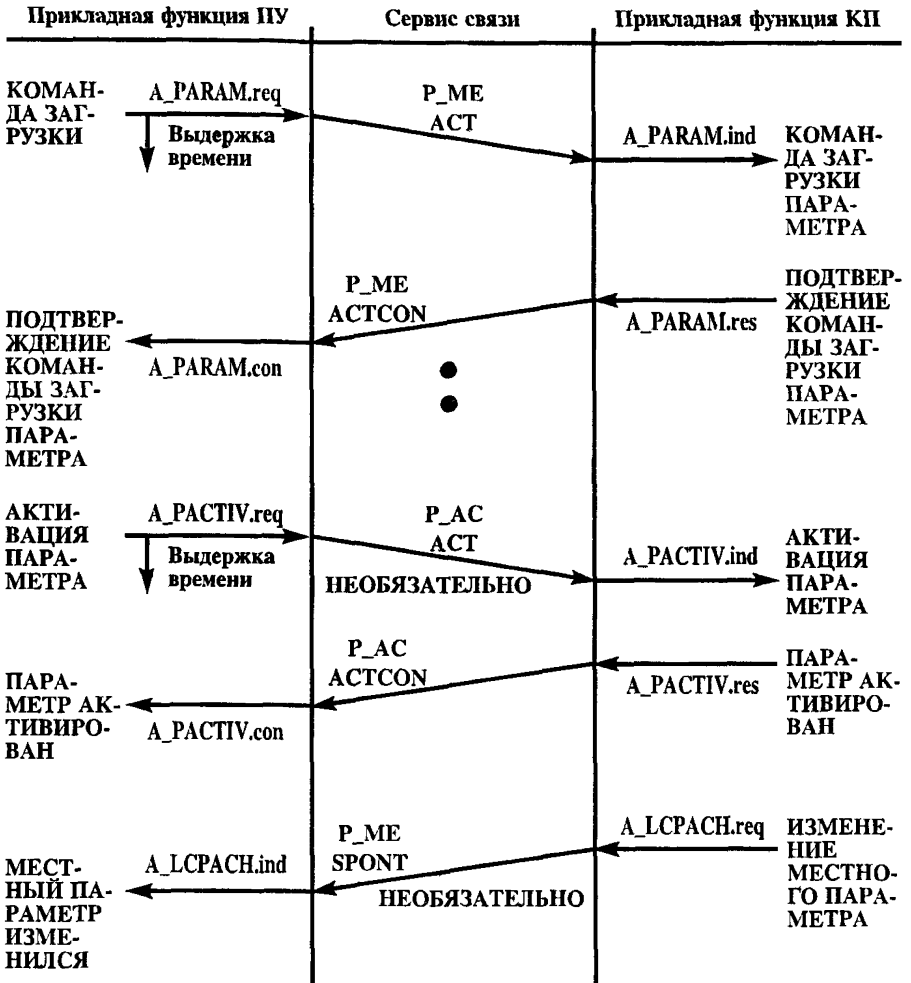 Прикладная функция ПУ
Сервис связи
Прикладная функция КП
КОМАН-
ДА ЗАГ-
РУЗКИ
A_PARAM.req
Выдержка
времени
P_ME
ACT
A_PARAM.ind
КОМАН-
ДА ЗАГ-
РУЗКИ
ПАРА-
МЕТРА
P_ME
ACTCON
A_PARAM.res
ПОДТВЕР-
ЖДЕНИЕ
КОМАН-
ДЫ ЗАГ-
РУЗКИ
ПАРА-
МЕТРА
ПОДТВЕР-
ЖДЕНИЕ
КОМАН-
ДЫ ЗАГ-
РУЗКИ
ПАРА-
МЕТРА
A_PARAM.con
АКТИ-
ВАЦИЯ
ПАРА-
МЕТРА
A_PACTIV.req
Выдержка
времени
P_AC
ACT
НЕОБЯЗАТЕЛЬНО
A_PACTIV.ind
АКТИ-
ВАЦИЯ
ПАРА-
МЕТРА
P_AC
ACTCON
A_PACTIV.res
ПАРА-
МЕТР АК-
ТИВИРО-
ВАН
ПАРА-
МЕТР АК-
ТИВИРО-
ВАН
A_PACTIV.con
A_LCPACH.req
ИЗМЕНЕ-
НИЕ
МЕСТНО-
ГО ПАРА-
МЕТРА
P_ME
SPONT
НЕОБЯЗАТЕЛЬНО
A_LCPACH.ind
МЕСТ-
НЫЙ ПА-
РАМЕТР
ИЗМЕ-
НИЛСЯ